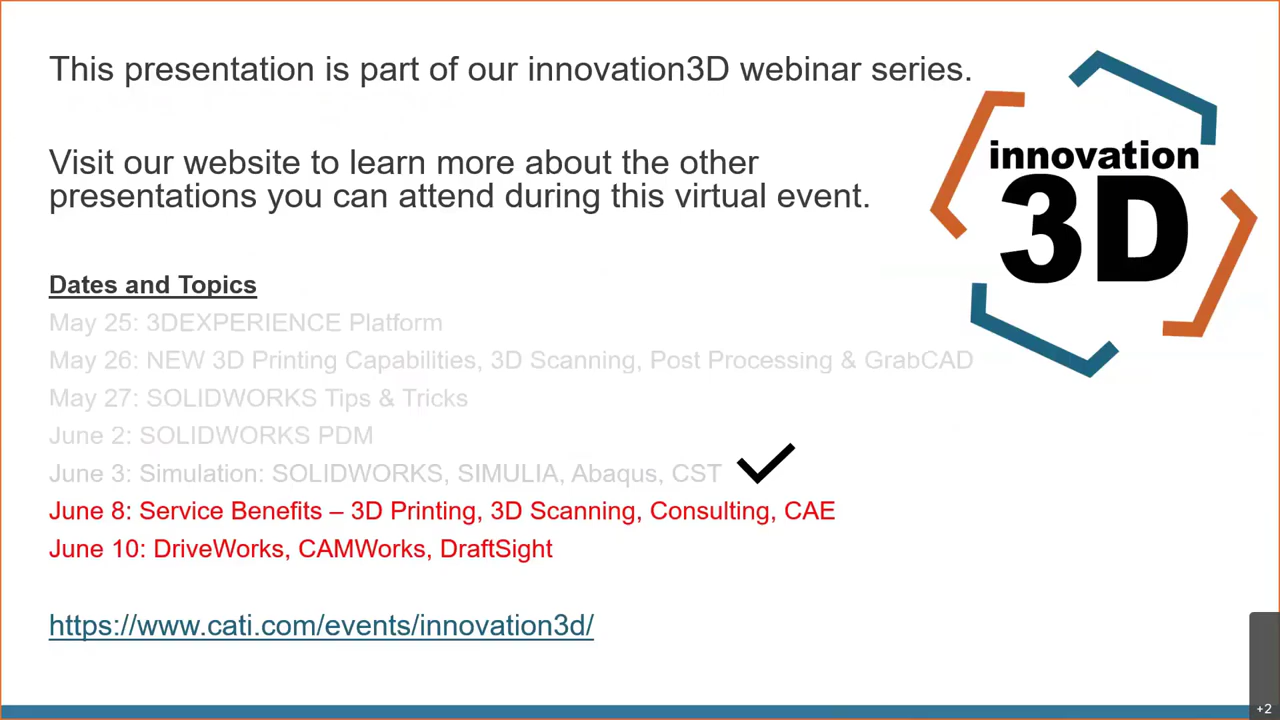 This presentation is part of our innovation3D webinar series.
innovation
3D
Visit our website to learn more about the other
presentations you can attend during this virtual event.
Dates and Topics
May 25: 3DEXPERIENCE Platform
May 26: NEW 3D Printing Capabilities, 3D Scanning, Post Processing & GrabCAD
May 27: SOLIDWORKS Tips & Tricks
June 2: SOLIDWORKS PDM
June 3: Simulation: SOLIDWORKS, SIMULIA, Abaqus, CST
June 8: Service Benefits – 3D Printing, 3D Scanning, Consulting, CAE
June 10: DriveWorks, CAMWorks, DraftSight
https://www.cati.com/events/innovation3d/
+2